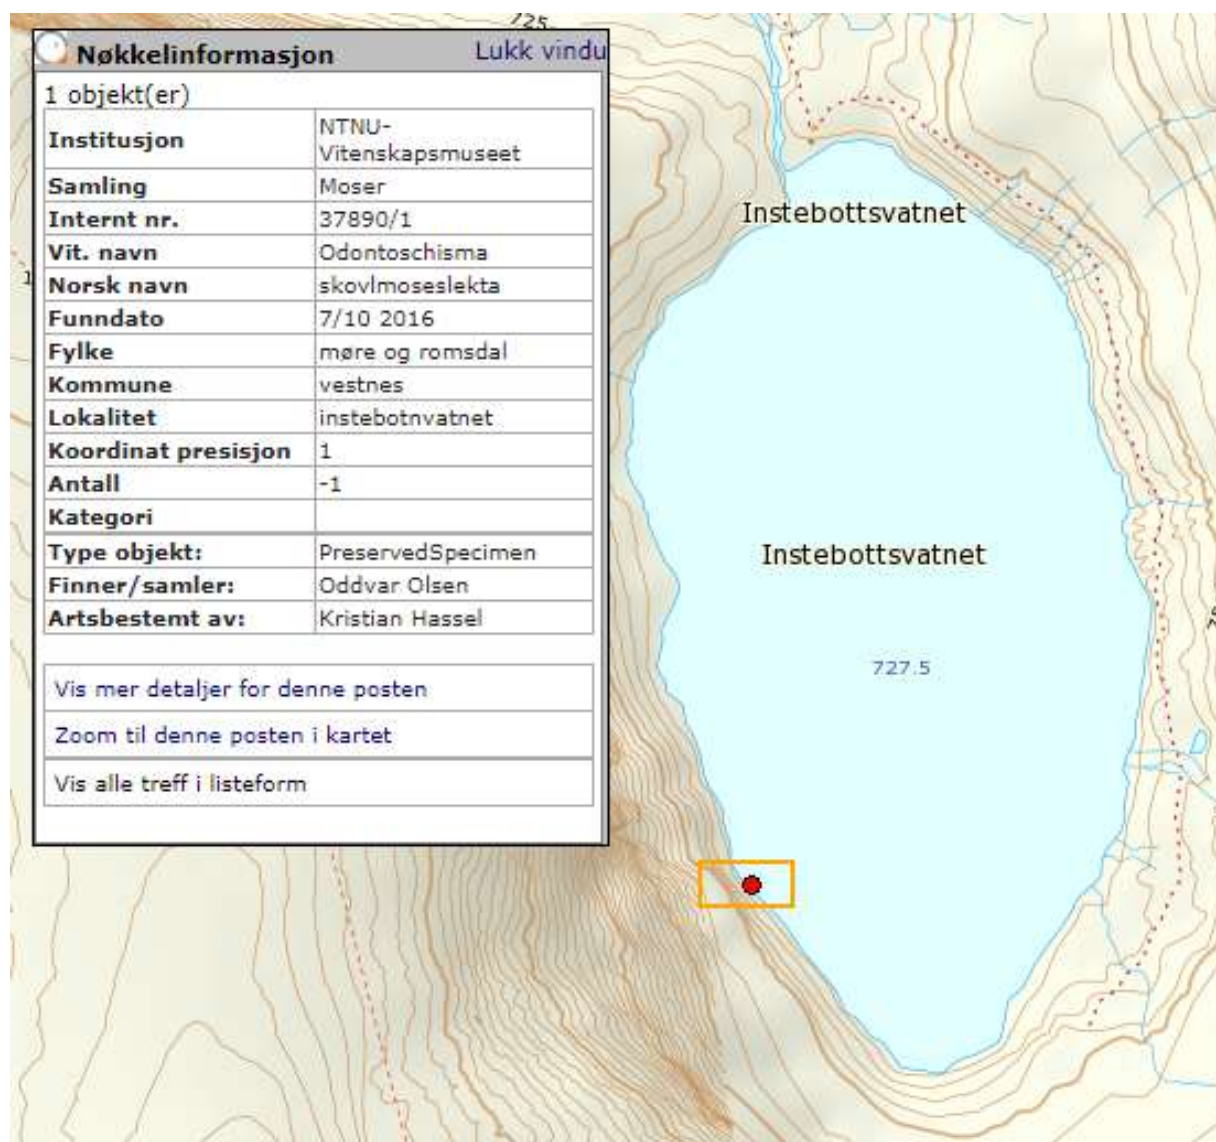 725
Nøkkelinformasjon Lukk vindu
1 objekt(er)
Institusjon NTNU-
Vitenskapsmuseet
Samling Moser
Internt nr. 37890/1
Vit. navn Odontoschisma
Norsk navn skovlmoseslekta
Funndato 7/10 2016
Fylke møre og romsdal
Kommune vestnes
Lokalitet instebotnvatnet
Koordinat presisjon 1
Antall -1
Kategori
Type objekt: PreservedSpecimen
Finner/samler: Oddvar Olsen
Artsbestemt av: Kristian Hassel
Vis mer detaljer for denne posten
Zoom til denne posten i kartet
Vis alle treff i listeform
Instebottsvatnet
Instebottsvatnet
727.5